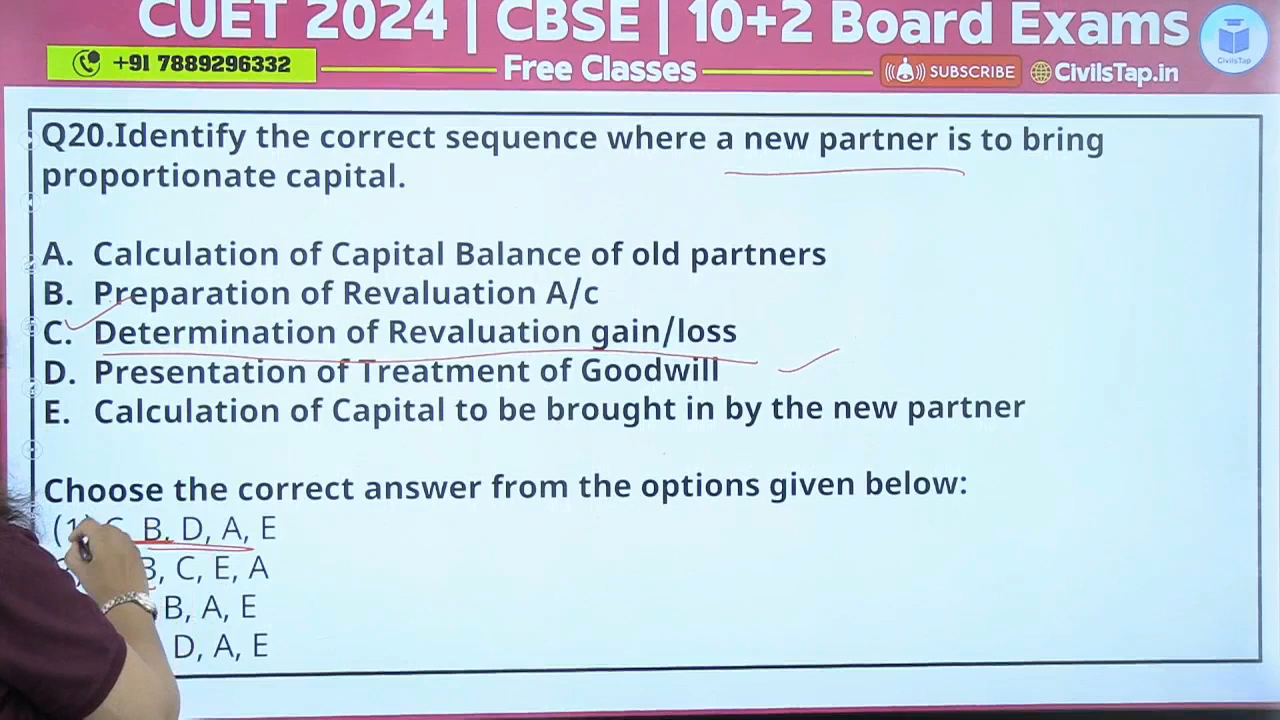 CUET 2024 | CBSE | 10+2 Board Exams
+91 7889296332
Free Classes
SUBSCRIBE
CivilsTap.in
CivilsTap
Q20.Identify the correct sequence where a new partner is to bring
proportionate capital.
A. Calculation of Capital Balance of old partners
B. Preparation of Revaluation A/c
C. Determination of Revaluation gain/loss
D. Presentation of Treatment of Goodwill
E. Calculation of Capital to be brought in by the new partner
Choose the correct answer from the options given below:
B, D, A, E
C, E, A
B, A, E
D, A, E